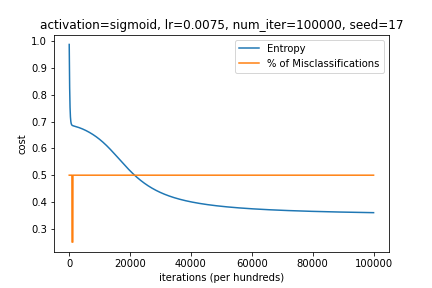 activation=sigmoid, lr=0.0075, num_iter=100000, seed=17
1.0
0.9
0.8
0.7
0.6
0.5
0.4
0.3
cost
Entropy
% of Misclassifications
0 20000 40000 60000 80000 100000
iterations (per hundreds)